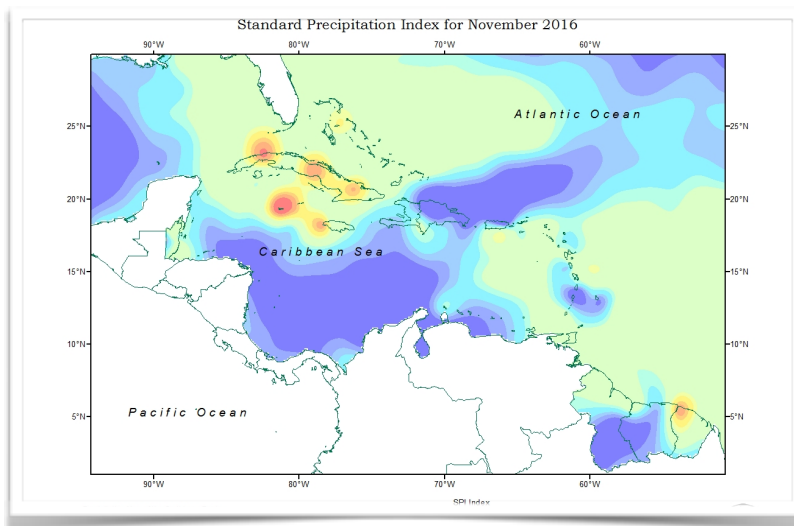 Standard Precipitation Index for November 2016
90°W 80°W 70°W 60°W
Atlantic Ocean
25°N 25°N
20°N 20°N
Caribbean Sea
15°N 15°N
10°N 10°N
Pacific Ocean
5°N 5°N
90°W 80°W 70°W 60°W
SPI Index